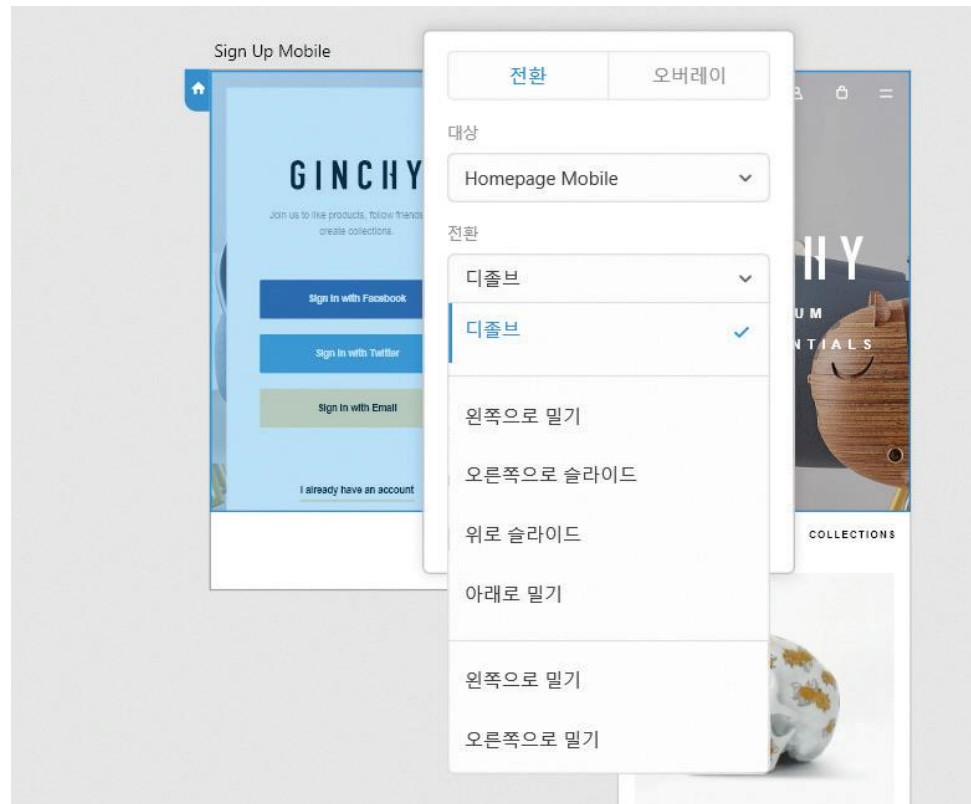 Sign Up Mobile
GINCHY
Join us to like products, follow friends
create collections.
Sign in with Facebook
Sign in with Twitter
Sign in with Email
I already have an account
전환
오버레이
대상
Homepage Mobile
전환
디졸브
디졸브
왼쪽으로 밀기
오른쪽으로 슬라이드
위로 슬라이드
아래로 밀기
왼쪽으로 밀기
오른쪽으로 밀기
HY
UM
NTIALS
COLLECTIONS